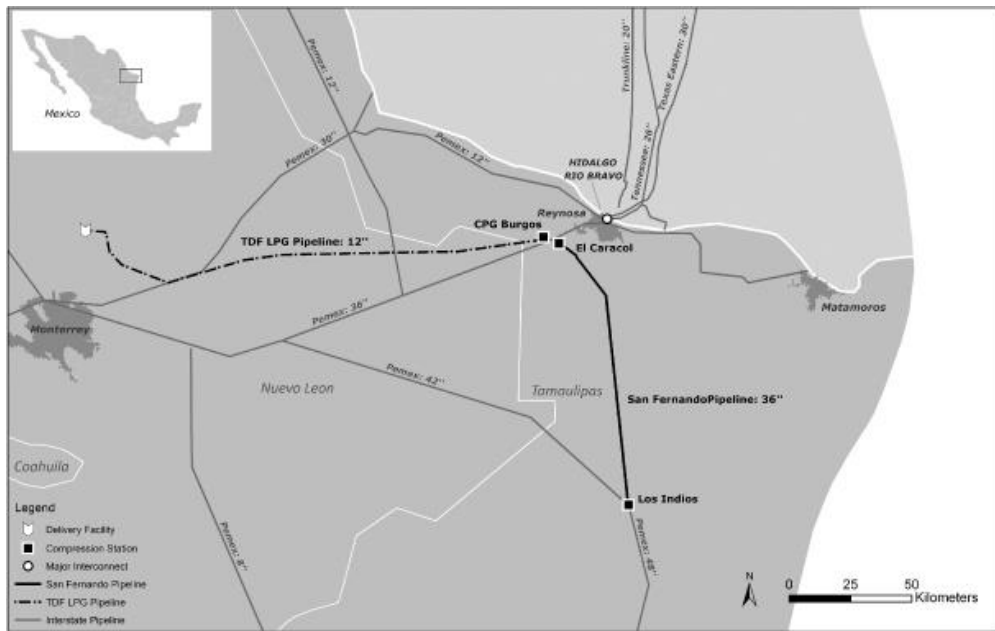 Mexico
Pemex: 12"
Trunkline: 20"
Texas Eastern: 30"
Tennessee: 26"
Pemex: 30"
Pemex: 12"
HIDALGO
RIO BRAVO
Reynosa
CPG Burgos
El Caracol
TDF LPG Pipeline: 12"
Matamoros
Monterrey
Pemex: 36"
Nuevo Leon
Pemex: 42"
Tamaulipas
San FernandoPipeline: 36"
Coahuila
Los Indios
Pemex: 8"
Pemex: 48"
Legend
Delivery Facility
Compression Station
Major Interconnect
San Fernando Pipeline
TDF LPG Pipeline
Interstate Pipeline
N
0 25 50
Kilometers